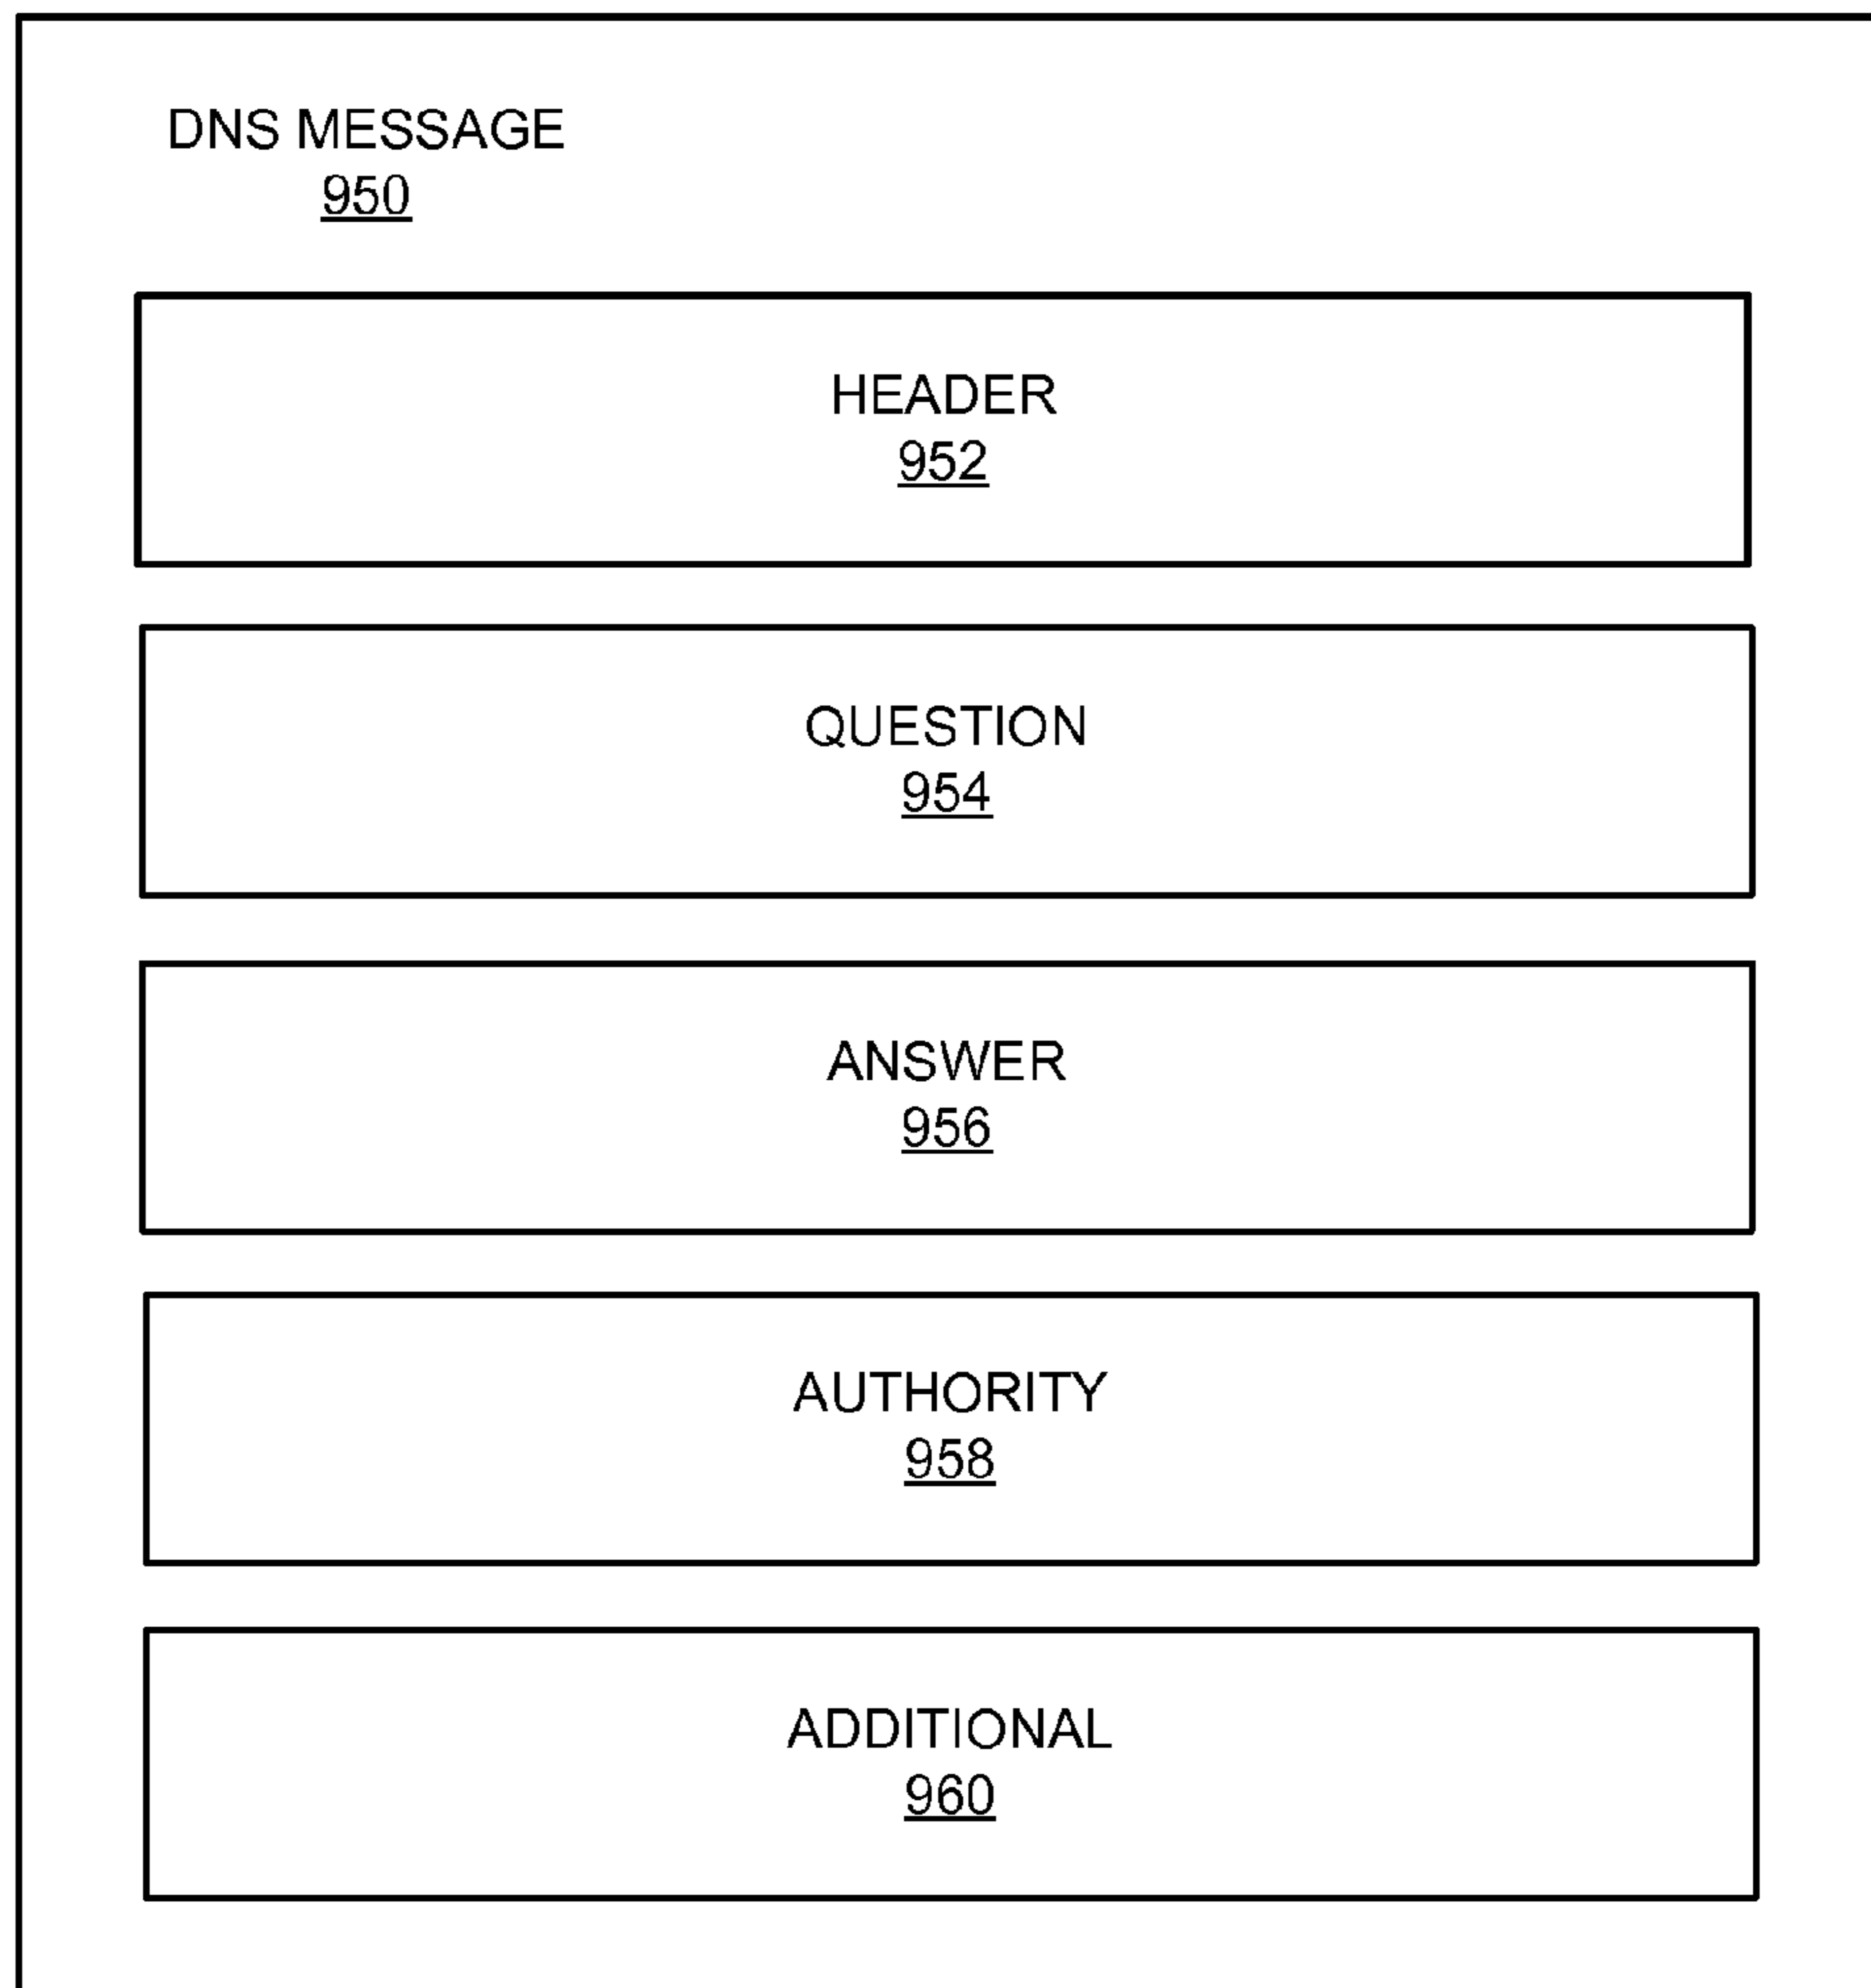 DNS MESSAGE
950
HEADER
952
QUESTION
954
ANSWER
956
AUTHORITY
958
ADDITIONAL
960